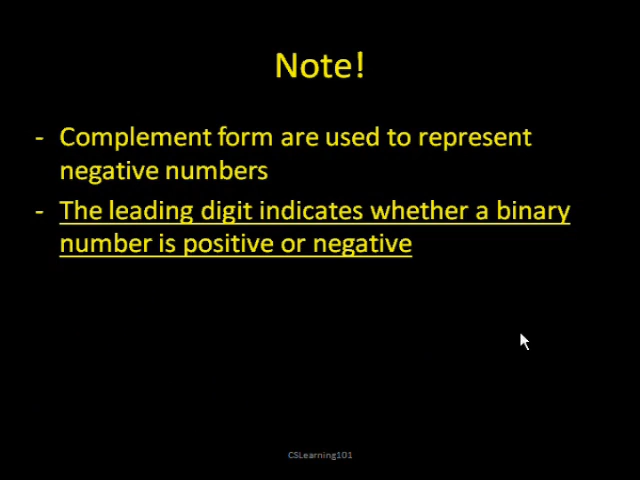 Note!
- Complement form are used to represent
negative numbers
- The leading digit indicates whether a binary
number is positive or negative
CSLearning101